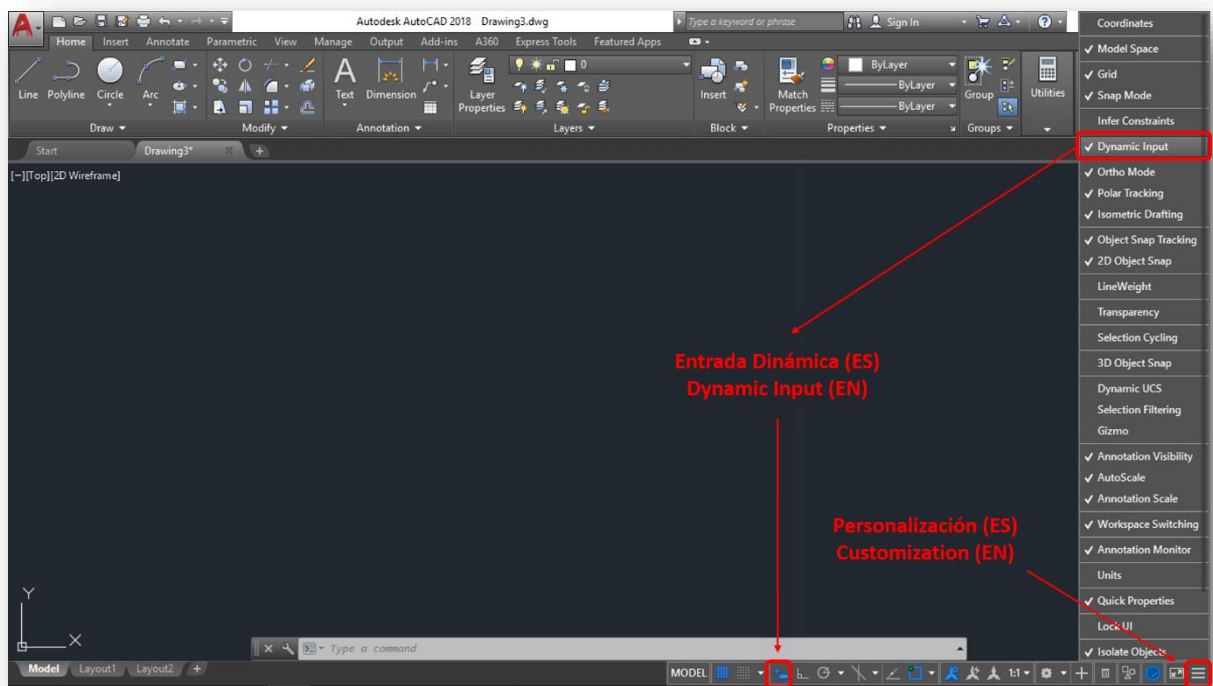 Autodesk AutoCAD 2018 Drawing3.dwg
Type a keyword or phrase
Sign In
Home Insert Annotate Parametric View Manage Output Add-ins A360 Express Tools Featured Apps
Line Polyline Circle Arc
Text Dimension
Layer Properties
0
Insert
Match Properties
ByLayer
ByLayer
ByLayer
Group
Utilities
Draw Modify Annotation Layers Block Properties Groups
Start Drawing3* +
[−][Top][2D Wireframe]
Coordinates
Model Space
Grid
Snap Mode
Infer Constraints
Dynamic Input
Ortho Mode
Polar Tracking
Isometric Drafting
Object Snap Tracking
2D Object Snap
LineWeight
Transparency
Selection Cycling
3D Object Snap
Dynamic UCS
Selection Filtering
Gizmo
Annotation Visibility
AutoScale
Annotation Scale
Workspace Switching
Annotation Monitor
Units
Quick Properties
Lock UI
Isolate Objects
Entrada Dinámica (ES)
Dynamic Input (EN)
Personalización (ES)
Customization (EN)
Y
X
Type a command
Model Layout1 Layout2 +
MODEL
1:1